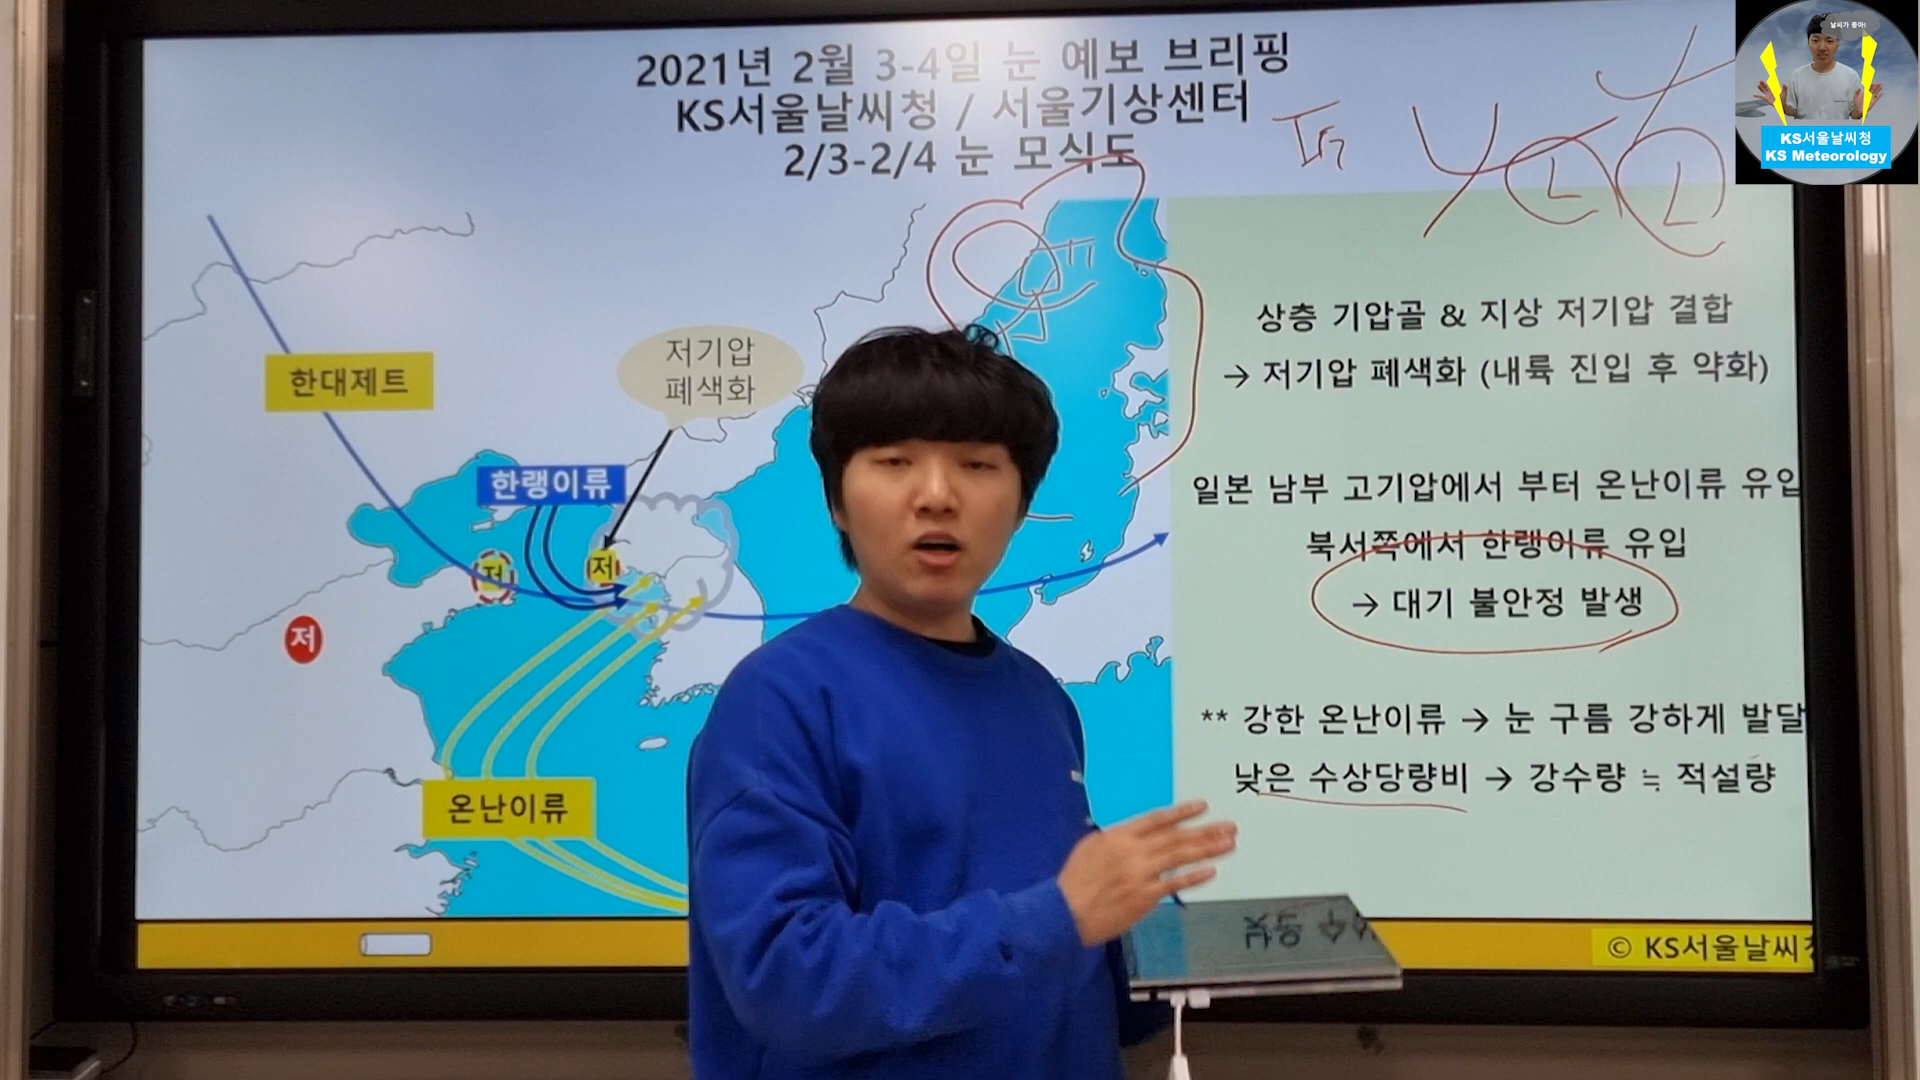 2021년 2월 3-4일 눈 예보 브리핑
KS서울날씨청 / 서울기상센터
2/3-2/4 눈 모식도
날씨가 좋아!
KS서울날씨청
KS Meteorology
L
L
상층 기압골 & 지상 저기압 결합
→ 저기압 폐색화 (내륙 진입 후 약화)
일본 남부 고기압에서 부터 온난이류 유입
북서쪽에서 한랭이류 유입
→ 대기 불안정 발생
** 강한 온난이류 → 눈 구름 강하게 발달
낮은 수상당량비 → 강수량 ≒ 적설량
한대제트
저기압
폐색화
한랭이류
저
저
저
온난이류
© KS서울날씨청